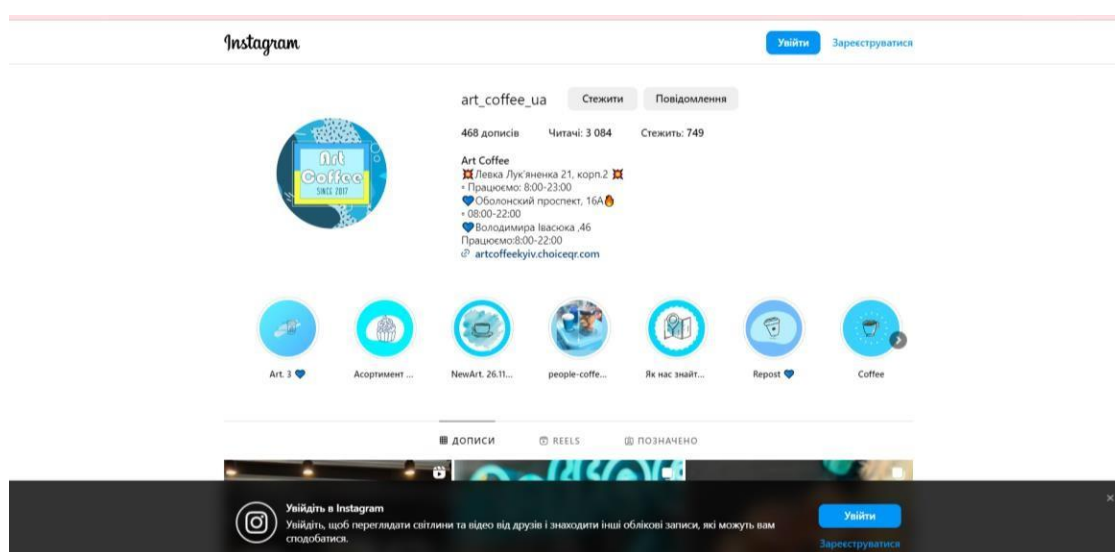 Instagram
Увійти
Зареєструватися
art_coffee_ua
Стежити
Повідомлення
468 дописів
Читачі: 3 084
Стежить: 749
Art Coffee
💥Левка Лук'яненка 21, корп.2 💥
▫ Працюємо: 8:00-23:00
💙Оболонский проспект, 16А🔥
▫ 08:00-22:00
💙Володимира Івасюка ,46
Працюємо:8:00-22:00
artcoffeekyiv.choiceqr.com
Art
Coffee
SINCE 2017
Art. 3 💙
Асортимент ...
NewArt. 26.11...
people-coffe...
Як нас знайт...
Repost 💙
Coffee
ДОПИСИ
REELS
ПОЗНАЧЕНО
Увійдіть в Instagram
Увійдіть, щоб переглядати світлини та відео від друзів і знаходити інші облікові записи, які можуть вам
сподобатися.
Увійти
Зареєструватися